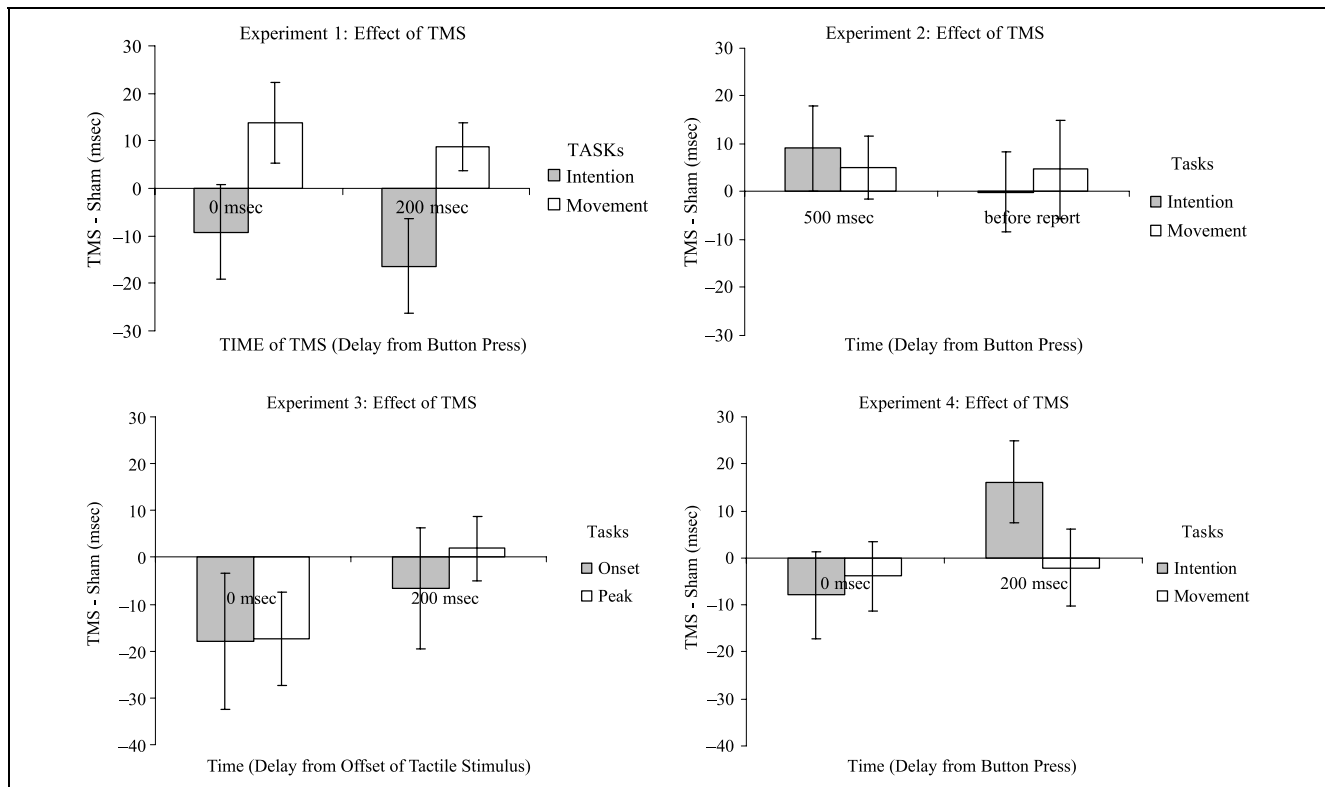 Experiment 1: Effect of TMS
30
20
10
0
–10
–20
–30
TMS - Sham (msec)
0 msec
200 msec
TASKs
Intention
Movement
TIME of TMS (Delay from Button Press)
Experiment 2: Effect of TMS
30
20
10
0
–10
–20
–30
TMS - Sham (msec)
500 msec
before report
Tasks
Intention
Movement
Time (Delay from Button Press)
Experiment 3: Effect of TMS
30
20
10
0
–10
–20
–30
–40
TMS - Sham (msec)
0 msec
200 msec
Tasks
Onset
Peak
Time (Delay from Offset of Tactile Stimulus)
Experiment 4: Effect of TMS
30
20
10
0
–10
–20
–30
–40
TMS - Sham (msec)
0 msec
200 msec
Tasks
Intention
Movement
Time (Delay from Button Press)